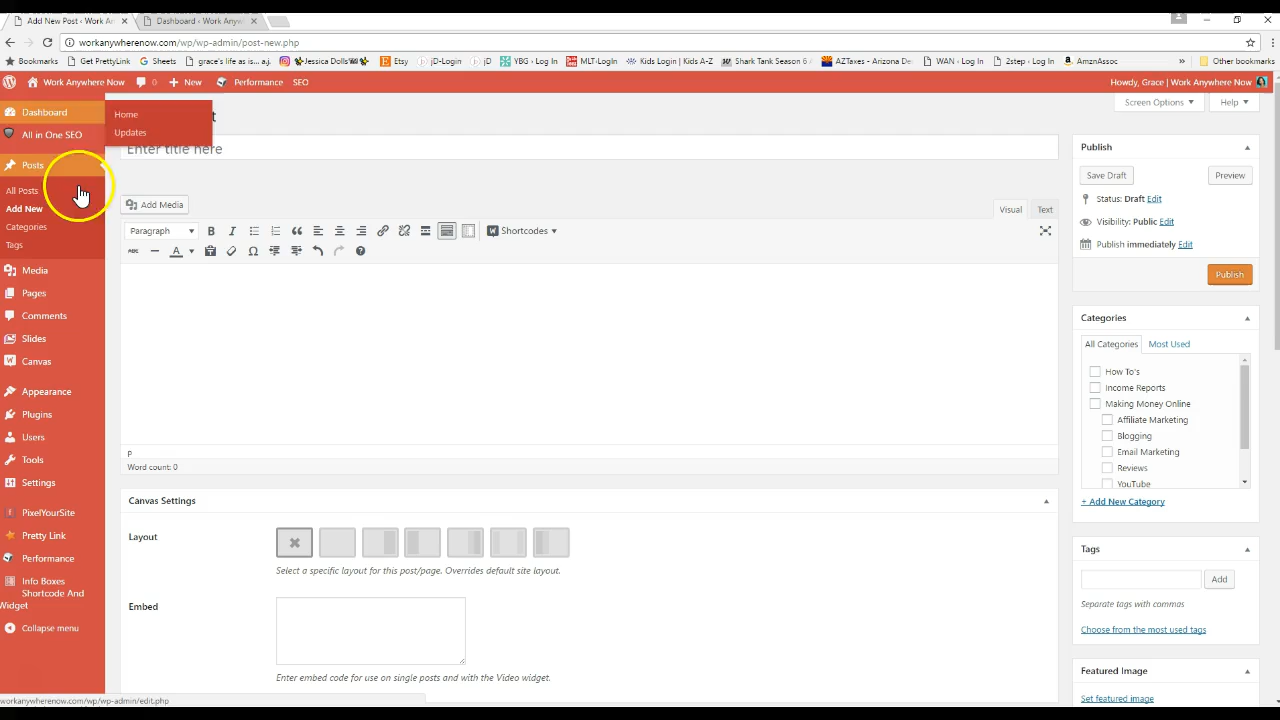 Add New Post ‹ Work An
Dashboard ‹ Work Anyw
workanywherenow.com/wp/wp-admin/post-new.php
Bookmarks Get PrettyLink Sheets grace's life as is... a j. Jessica Dolls Etsy jD-Login jD YBG - Log In MLT-LogIn Kids Login | Kids A-Z Shark Tank Season 6 AZTaxes - Arizona De WAN ‹ Log In 2step ‹ Log In AmznAssoc » Other bookmarks
Work Anywhere Now 0 New Performance SEO Howdy, Grace | Work Anywhere Now
Dashboard
Home
Updates
All in One SEO
Posts
All Posts
Add New
Categories
Tags
Media
Pages
Comments
Slides
Canvas
Appearance
Plugins
Users
Tools
Settings
PixelYourSite
Pretty Link
Performance
Info Boxes
Shortcode And
Widget
Collapse menu
Screen Options Help
Enter title here
Add Media
Visual Text
Paragraph B I Shortcodes
ABC A
P
Word count: 0
Canvas Settings
Layout
Select a specific layout for this post/page. Overrides default site layout.
Embed
Enter embed code for use on single posts and with the Video widget.
Publish
Save Draft Preview
Status: Draft Edit
Visibility: Public Edit
Publish immediately Edit
Publish
Categories
All Categories Most Used
How To's
Income Reports
Making Money Online
Affiliate Marketing
Blogging
Email Marketing
Reviews
YouTube
+ Add New Category
Tags
Add
Separate tags with commas
Choose from the most used tags
Featured Image
Set featured image
workanywherenow.com/wp/wp-admin/edit.php